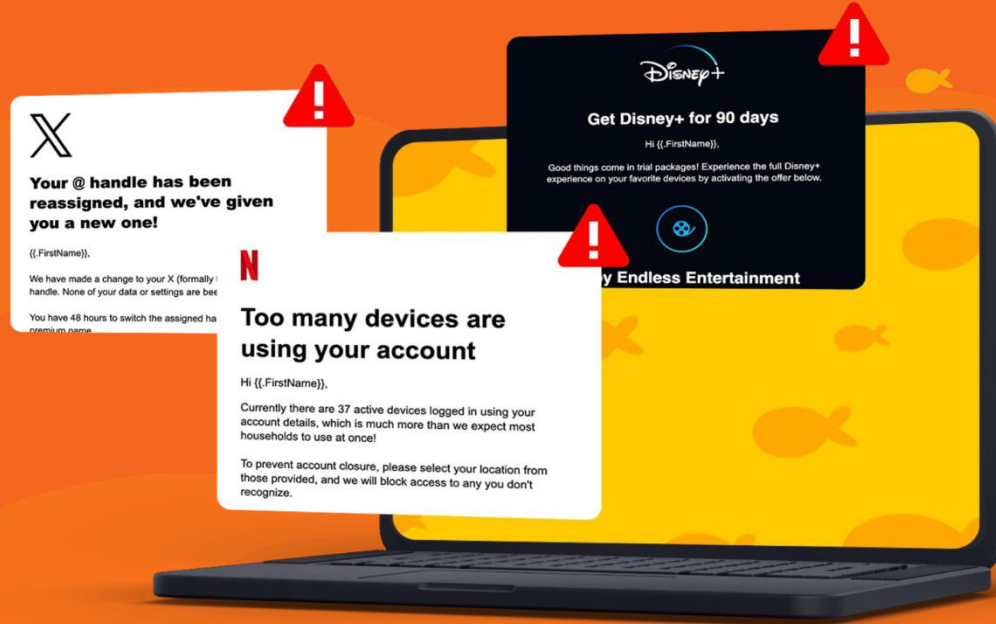 X
Your @ handle has been
reassigned, and we've given
you a new one!
{{.FirstName}},
We have made a change to your X (formally
handle. None of your data or settings are
You have 48 hours to switch the assigned
premium name
N
Too many devices are
using your account
Hi {{.FirstName}},
Currently there are 37 active devices logged in using your
account details, which is much more than we expect most
households to use at once!
To prevent account closure, please select your location from
those provided, and we will block access to any you don't
recognize.
Disney+
Get Disney+ for 90 days
Hi {{.FirstName}},
Good things come in trial packages! Experience the full Disney+
experience on your favorite devices by activating the offer below.
Endless Entertainment
!
!
!